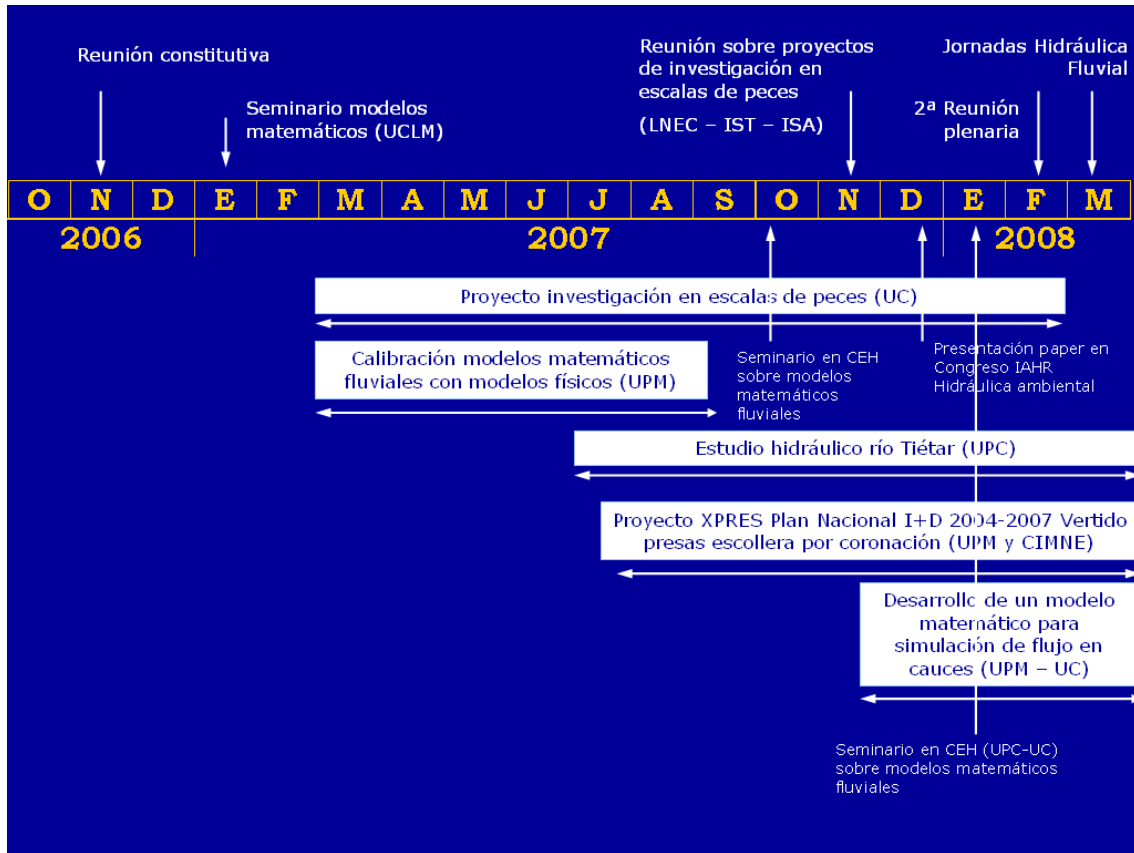 Reunión constitutiva
Seminario modelos
matemáticos (UCLM)
Reunión sobre proyectos
de investigación en
escalas de peces
(LNEC – IST – ISA)
Jornadas Hidráulica
Fluvial
2ª Reunión
plenaria
O N D E F M A M J J A S O N D E F M
2006 2007 2008
Proyecto investigación en escalas de peces (UC)
Calibración modelos matemáticos
fluviales con modelos físicos (UPM)
Seminario en CEH
sobre modelos
matemáticos
fluviales
Presentación paper en
Congreso IAHR
Hidráulica ambiental
Estudio hidráulico río Tiétar (UPC)
Proyecto XPRES Plan Nacional I+D 2004-2007 Vertido
presas escollera por coronación (UPM y CIMNE)
Desarrollo de un modelo
matemático para
simulación de flujo en
cauces (UPM – UC)
Seminario en CEH (UPC-UC)
sobre modelos matemáticos
fluviales